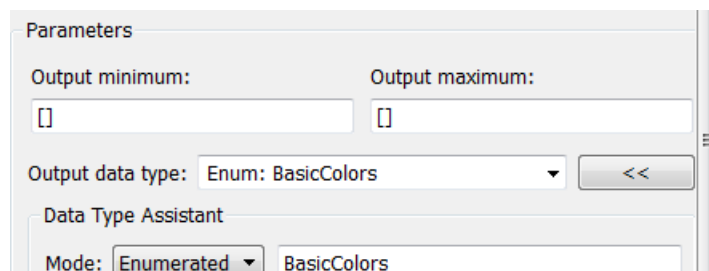 Parameters
Output minimum: Output maximum:
[] []
Output data type: Enum: BasicColors <<
Data Type Assistant
Mode: Enumerated BasicColors